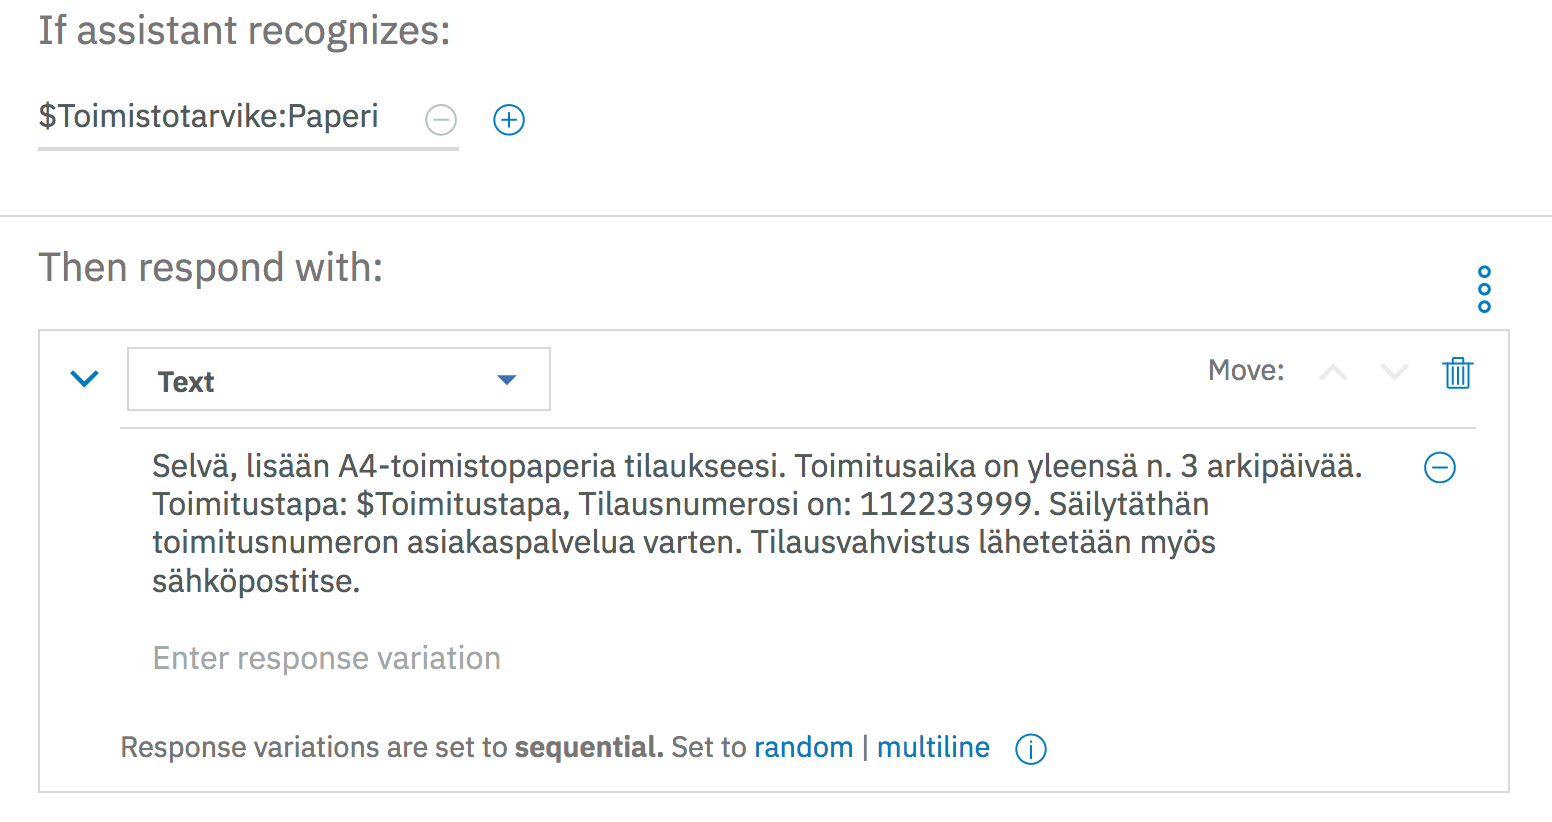 If assistant recognizes:
$Toimistotarvike:Paperi
Then respond with:
Text
Move:
Selvä, lisään A4-toimistopaperia tilaukseesi. Toimitusaika on yleensä n. 3 arkipäivää.
Toimitustapa: $Toimitustapa, Tilausnumerosi on: 112233999. Säilytäthän
toimitusnumeron asiakaspalvelua varten. Tilausvahvistus lähetetään myös
sähköpostitse.
Enter response variation
Response variations are set to sequential. Set to random | multiline